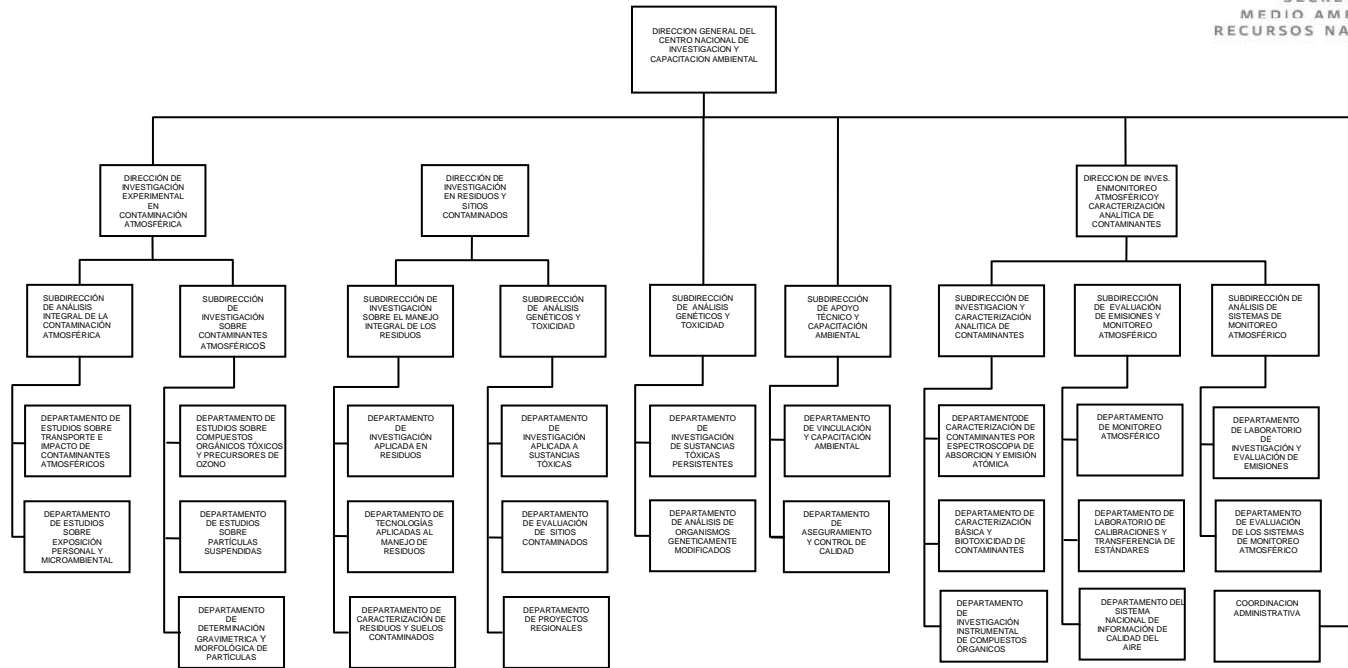 MEDIO AMB
RECURSOS NA
DIRECCION GENERAL DEL
CENTRO NACIONAL DE
INVESTIGACION Y
CAPACITACION AMBIENTAL
DIRECCIÓN DE
INVESTIGACIÓN
EXPERIMENTAL
EN
CONTAMINACIÓN
ATMOSFÉRICA
DIRECCIÓN DE
INVESTIGACIÓN
EN RESIDUOS Y
SITIOS
CONTAMINADOS
DIRECCION DE INVES.
ENMONITOREO
ATMOSFÉRICOY
CARACTERIZACIÓN
ANALÍTICA DE
CONTAMINANTES
SUBDIRECCIÓN
DE ANÁLISIS
INTEGRAL DE LA
CONTAMINACIÓN
ATMOSFÉRICA
SUBDIRECCIÓN
DE
INVESTIGACIÓN
SOBRE
CONTAMINANTES
ATMOSFÉRICOS
SUBDIRECCIÓN DE
INVESTIGACIÓN
SOBRE EL MANEJO
INTEGRAL DE LOS
RESIDUOS
SUBDIRECCIÓN
DE ANÁLISIS
GENÉTICOS Y
TOXICIDAD
SUBDIRECCIÓN
DE ANÁLISIS
GENÉTICOS Y
TOXICIDAD
SUBDIRECCIÓN
DE APOYO
TÉCNICO Y
CAPACITACIÓN
AMBIENTAL
SUBDIRECCIÓN DE
INVESTIGACION Y
CARACTERIZACIÓN
ANALITICA DE
CONTAMINANTES
SUBDIRECCIÓN
DE EVALUACIÓN
DE EMISIONES Y
MONITOREO
ATMOSFÉRICO
SUBDIRECCIÓN DE
ANÁLISIS DE
SISTEMAS DE
MONITOREO
ATMOSFÉRICO
DEPARTAMENTO DE
ESTUDIOS SOBRE
TRANSPORTE E
IMPACTO DE
CONTAMINANTES
ATMOSFÉRICOS
DEPARTAMENTO DE
ESTUDIOS SOBRE
COMPUESTOS
ORGÁNICOS TÓXICOS
Y PRECURSORES DE
OZONO
DEPARTAMENTO
DE
INVESTIGACIÓN
APLICADA EN
RESIDUOS
DEPARTAMENTO
DE
INVESTIGACIÓN
APLICADA A
SUSTANCIAS
TÓXICAS
DEPARTAMENTO
DE
INVESTIGACIÓN
DE SUSTANCIAS
TÓXICAS
PERSISTENTES
DEPARTAMENTO
DE VINCULACIÓN
Y CAPACITACIÓN
AMBIENTAL
DEPARTAMENTODE
CARACTERIZACIÓN DE
CONTAMINANTES POR
ESPECTROSCOPIA DE
ABSORCION Y EMISIÓN
ATÓMICA
DEPARTAMENTO
DE MONITOREO
ATMOSFÉRICO
DEPARTAMENTO
DE LABORATORIO
DE
INVESTIGACIÓN Y
EVALUACIÓN DE
EMISIONES
DEPARTAMENTO
DE ESTUDIOS
SOBRE
EXPOSICIÓN
PERSONAL Y
MICROAMBIENTAL
DEPARTAMENTO
DE ESTUDIOS
SOBRE
PARTÍCULAS
SUSPENDIDAS
DEPARTAMENTO
DE
TECNOLOGÍAS
APLICADAS AL
MANEJO DE
RESIDUOS
DEPARTAMENTO
DE EVALUACIÓN
DE SITIOS
CONTAMINADOS
DEPARTAMENTO
DE ANÁLISIS DE
ORGANISMOS
GENETICAMENTE
MODIFICADOS
DEPARTAMENTO
DE
ASEGURAMIENTO
Y CONTROL DE
CALIDAD
DEPARTAMENTO DE
CARACTERIZACIÓN
BÁSICA Y
BIOTOXICIDAD DE
CONTAMINANTES
DEPARTAMENTO DE
LABORATORIO DE
CALIBRACIONES Y
TRANSFERENCIA DE
ESTÁNDARES
DEPARTAMENTO
DE EVALUACIÓN
DE LOS SISTEMAS
DE MONITOREO
ATMOSFÉRICO
DEPARTAMENTO
DE
DETERMINACIÓN
GRAVIMETRICA Y
MORFOLÓGICA DE
PARTÍCULAS
DEPARTAMENTO DE
CARACTERIZACIÓN DE
RESIDUOS Y SUELOS
CONTAMINADOS
DEPARTAMENTO
DE PROYECTOS
REGIONALES
DEPARTAMENTO
DE
INVESTIGACIÓN
INSTRUMENTAL
DE COMPUESTOS
ÓRGANICOS
DEPARTAMENTO DEL
SISTEMA
NACIONAL DE
INFORMACIÓN DE
CALIDAD DEL
AIRE
COORDINACION
ADMINISTRATIVA